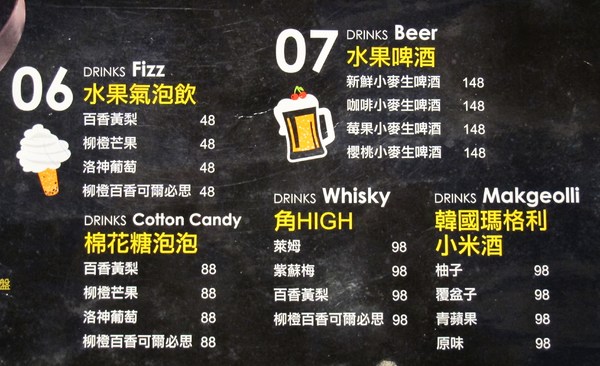 06
DRINKS Fizz
水果氣泡飲
百香黃梨 48
柳橙芒果 48
洛神葡萄 48
柳橙百香可爾必思 48
DRINKS Cotton Candy
棉花糖泡泡
百香黃梨 88
柳橙芒果 88
洛神葡萄 88
柳橙百香可爾必思 88
盤
07
DRINKS Beer
水果啤酒
新鮮小麥生啤酒 148
咖啡小麥生啤酒 148
莓果小麥生啤酒 148
櫻桃小麥生啤酒 148
DRINKS Whisky
角HIGH
萊姆 98
紫蘇梅 98
百香黃梨 98
柳橙百香可爾必思 98
DRINKS Makgeolli
韓國瑪格利
小米酒
柚子 98
覆盆子 98
青蘋果 98
原味 98